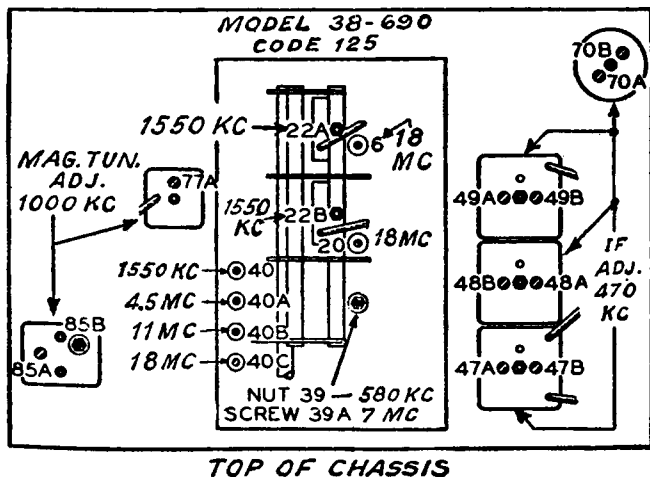 MODEL 38-690
CODE 125
70B
70A
1550 KC
22A
6
18
MC
MAG. TUN.
ADJ.
1000 KC
77A
1550
KC
22B
20
18MC
49A
49B
IF
ADJ.
470
KC
48B
48A
1550 KC
40
4.5 MC
40A
11 MC
40B
18 MC
40C
85B
85A
47A
47B
NUT 39 — 580 KC
SCREW 39A 7 MC
TOP OF CHASSIS